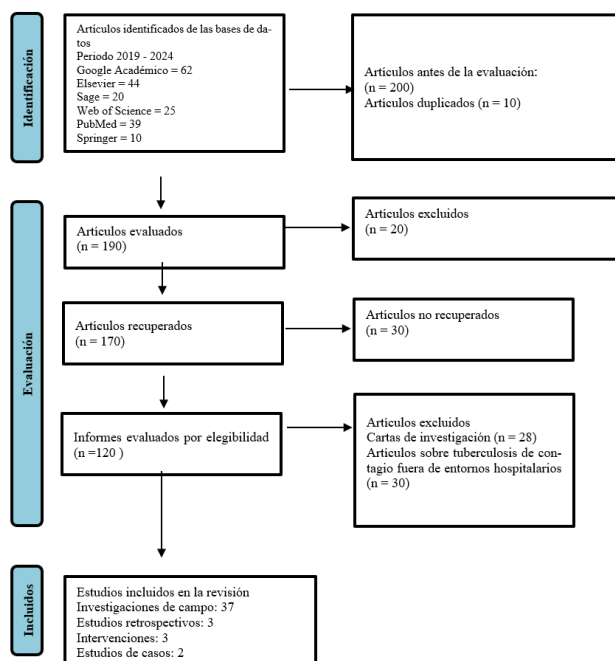 Identificación
Artículos identificados de las bases de da-
tos
Periodo 2019 - 2024
Google Académico = 62
Elsevier = 44
Sage = 20
Web of Science = 25
PubMed = 39
Springer = 10
Artículos antes de la evaluación:
(n = 200)
Artículos duplicados (n = 10)
Evaluación
Artículos evaluados
(n = 190)
Artículos excluidos
(n = 20)
Artículos recuperados
(n = 170)
Artículos no recuperados
(n = 30)
Informes evaluados por elegibilidad
(n =120 )
Artículos excluidos
Cartas de investigación (n = 28)
Artículos sobre tuberculosis de con-
tagio fuera de entornos hospitalarios
(n = 30)
Incluidos
Estudios incluidos en la revisión
Investigaciones de campo: 37
Estudios retrospectivos: 3
Intervenciones: 3
Estudios de casos: 2